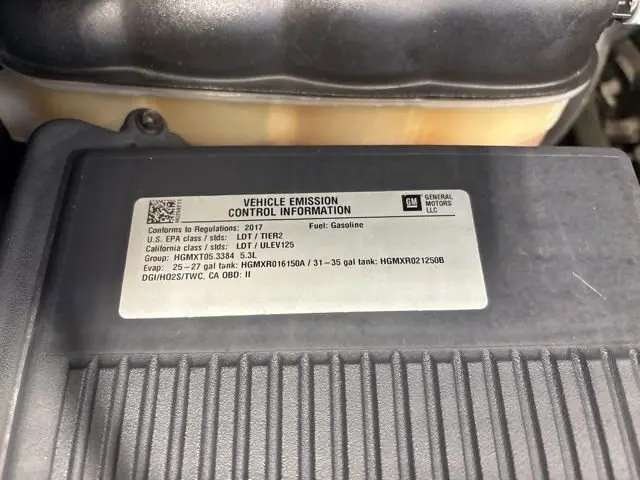 VEHICLE EMISSION
CONTROL INFORMATION
GM
GENERAL
MOTORS
LLC
Conforms to Regulations: 2017 Fuel: Gasoline
U.S. EPA class / stds: LDT / TIER2
California class / stds: LDT / ULEV125
Group: HGMXT05.3384 5.3L
Evap: 25-27 gal tank: HGMXR016150A / 31-35 gal tank: HGMXR021250B
DGI/HO2S/TWC, CA OBD: II